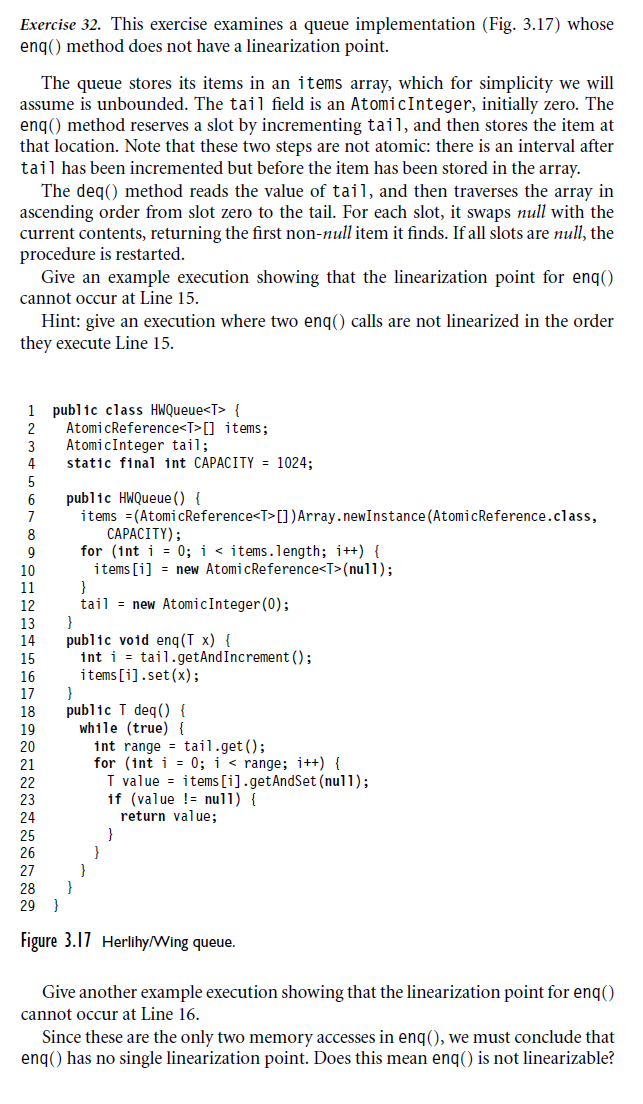 Exercise 32. This exercise examines a queue implementation (Fig. 3.17) whose
enq() method does not have a linearization point.
The queue stores its items in an items array, which for simplicity we will
assume is unbounded. The tail field is an AtomicInteger, initially zero. The
enq() method reserves a slot by incrementing tail, and then stores the item at
that location. Note that these two steps are not atomic: there is an interval after
tail has been incremented but before the item has been stored in the array.
The deq() method reads the value of tail, and then traverses the array in
ascending order from slot zero to the tail. For each slot, it swaps null with the
current contents, returning the first non-null item it finds. If all slots are null, the
procedure is restarted.
Give an example execution showing that the linearization point for enq()
cannot occur at Line 15.
Hint: give an execution where two enq() calls are not linearized in the order
they execute Line 15.
1 public class HWQueue<T> {
2 AtomicReference<T>[] items;
3 AtomicInteger tail;
4 static final int CAPACITY = 1024;
5
6 public HWQueue() {
7 items =(AtomicReference<T>[])Array.newInstance(AtomicReference.class,
8 CAPACITY);
9 for (int i = 0; i < items.length; i++) {
10 items[i] = new AtomicReference<T>(null);
11 }
12 tail = new AtomicInteger(0);
13 }
14 public void enq(T x) {
15 int i = tail.getAndIncrement();
16 items[i].set(x);
17 }
18 public T deq() {
19 while (true) {
20 int range = tail.get();
21 for (int i = 0; i < range; i++) {
22 T value = items[i].getAndSet(null);
23 if (value != null) {
24 return value;
25 }
26 }
27 }
28 }
29 }
Figure 3.17 Herlihy/Wing queue.
Give another example execution showing that the linearization point for enq()
cannot occur at Line 16.
Since these are the only two memory accesses in enq(), we must conclude that
enq() has no single linearization point. Does this mean enq() is not linearizable?